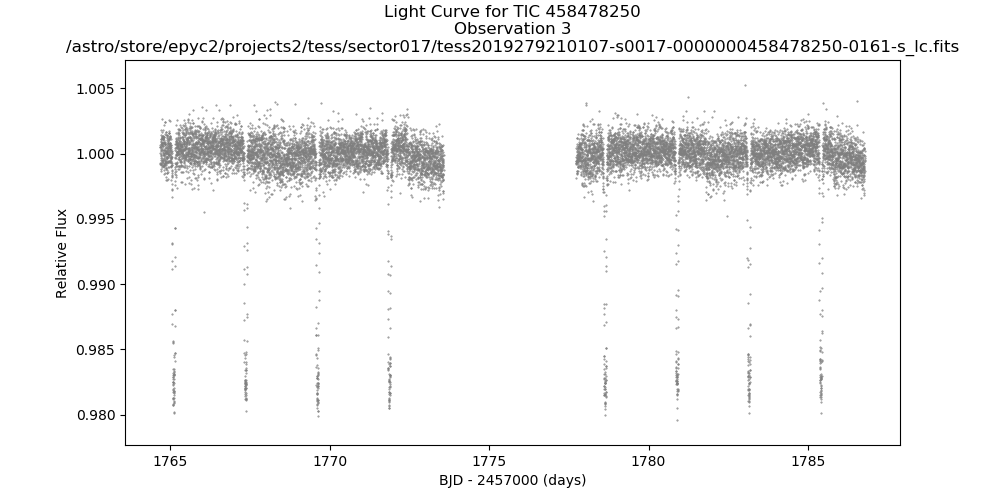 Light Curve for TIC 458478250
Observation 3
/astro/store/epyc2/projects2/tess/sector017/tess2019279210107-s0017-0000000458478250-0161-s_lc.fits
1.005
1.000
0.995
0.990
0.985
0.980
Relative Flux
1765
1770
1775
1780
1785
BJD - 2457000 (days)